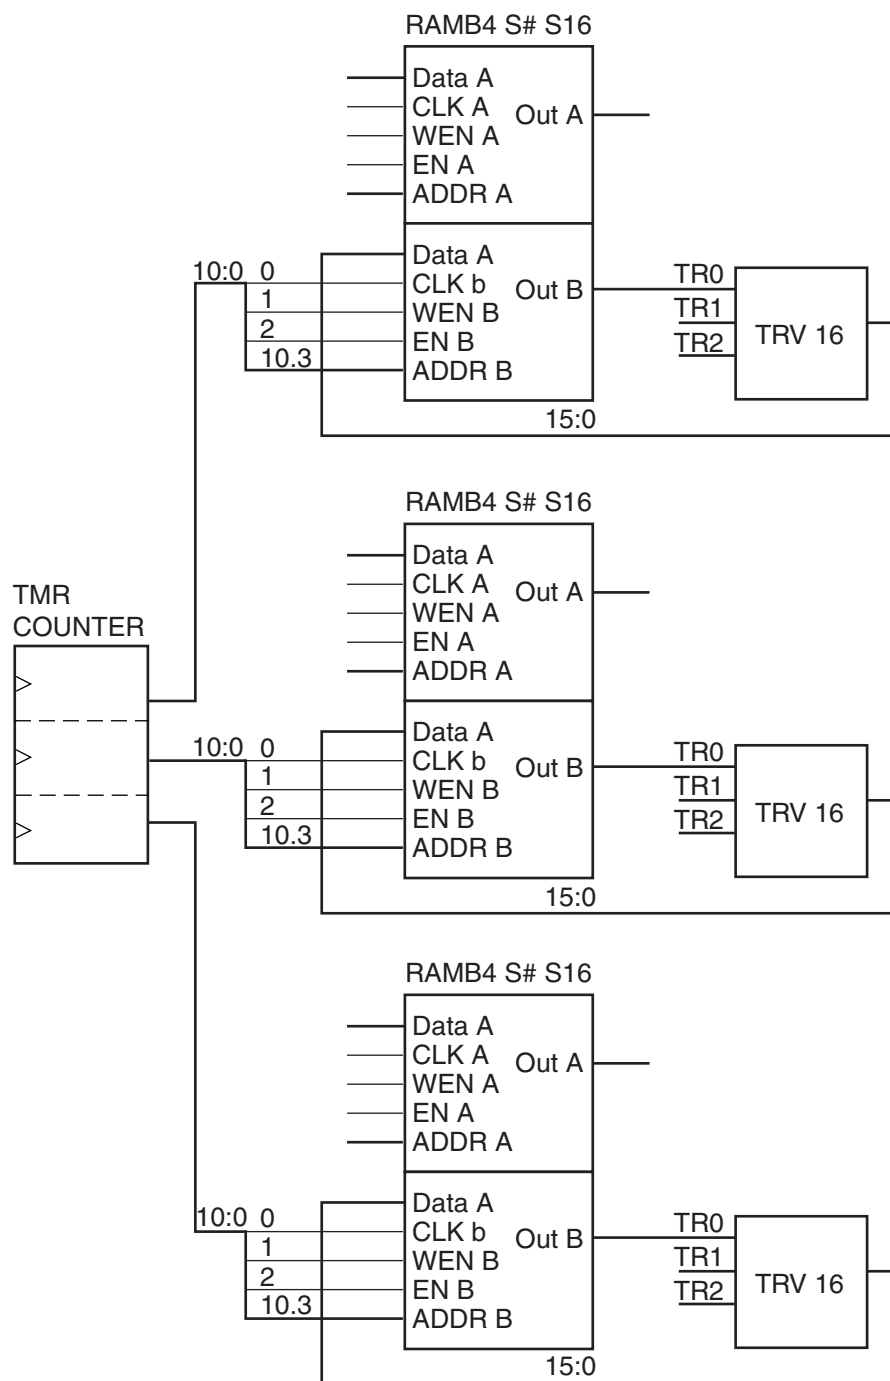 RAMB4 S# S16
Data A
CLK A
WEN A
EN A
ADDR A
Out A
10:0
0
1
2
10.3
Data A
CLK b
WEN B
EN B
ADDR B
Out B
15:0
TR0
TR1
TR2
TRV 16
TMR
COUNTER
RAMB4 S# S16
Data A
CLK A
WEN A
EN A
ADDR A
Out A
10:0
0
1
2
10.3
Data A
CLK b
WEN B
EN B
ADDR B
Out B
15:0
TR0
TR1
TR2
TRV 16
RAMB4 S# S16
Data A
CLK A
WEN A
EN A
ADDR A
Out A
10:0
0
1
2
10.3
Data A
CLK b
WEN B
EN B
ADDR B
Out B
15:0
TR0
TR1
TR2
TRV 16